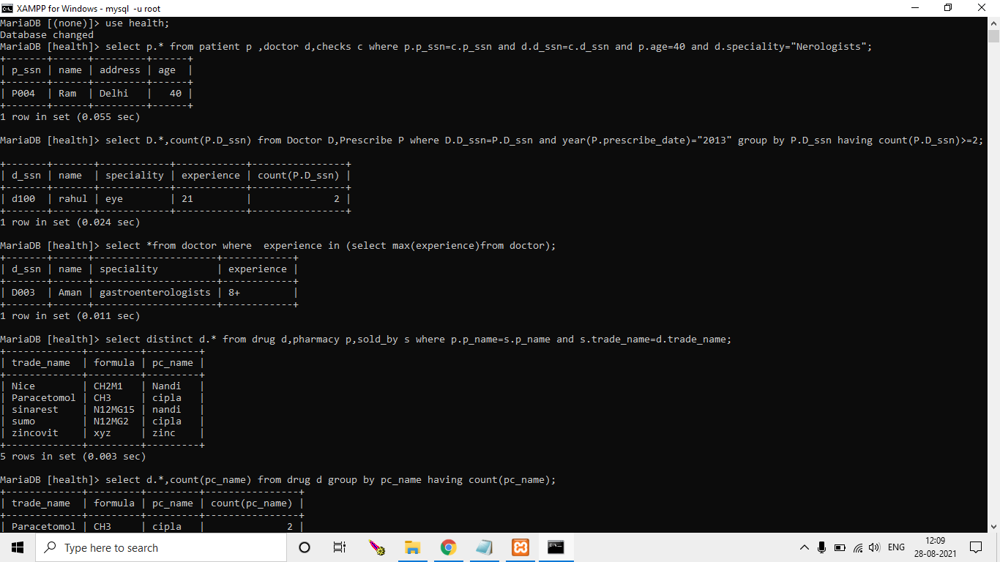 XAMPP for Windows - mysql -u root
MariaDB [(none)]> use health;
Database changed
MariaDB [health]> select p.* from patient p ,doctor d,checks c where p.p_ssn=c.p_ssn and d.d_ssn=c.d_ssn and p.age=40 and d.speciality="Nerologists";
+-------+------+---------+------+
| p_ssn | name | address | age  |
+-------+------+---------+------+
| P004  | Ram  | Delhi   |   40 |
+-------+------+---------+------+
1 row in set (0.055 sec)
MariaDB [health]> select D.*,count(P.D_ssn) from Doctor D,Prescribe P where D.D_ssn=P.D_ssn and year(P.prescribe_date)="2013" group by P.D_ssn having count(P.D_ssn)>=2;
+-------+-------+------------+------------+----------------+
| d_ssn | name  | speciality | experience | count(P.D_ssn) |
+-------+-------+------------+------------+----------------+
| d100  | rahul | eye        | 21         |              2 |
+-------+-------+------------+------------+----------------+
1 row in set (0.024 sec)
MariaDB [health]> select *from doctor where  experience in (select max(experience)from doctor);
+-------+------+---------------------+------------+
| d_ssn | name | speciality          | experience |
+-------+------+---------------------+------------+
| D003  | Aman | gastroenterologists | 8+         |
+-------+------+---------------------+------------+
1 row in set (0.011 sec)
MariaDB [health]> select distinct d.* from drug d,pharmacy p,sold_by s where p.p_name=s.p_name and s.trade_name=d.trade_name;
+-------------+---------+---------+
| trade_name  | formula | pc_name |
+-------------+---------+---------+
| Nice        | CH2M1   | Nandi   |
| Paracetomol | CH3     | cipla   |
| sinarest    | N12MG15 | nandi   |
| sumo        | N12MG2  | cipla   |
| zincovit    | xyz     | zinc    |
+-------------+---------+---------+
5 rows in set (0.003 sec)
MariaDB [health]> select d.*,count(pc_name) from drug d group by pc_name having count(pc_name);
+-------------+---------+---------+----------------+
| trade_name  | formula | pc_name | count(pc_name) |
+-------------+---------+---------+----------------+
| Paracetomol | CH3     | cipla   |              2 |
Type here to search
ENG
12:09
28-08-2021